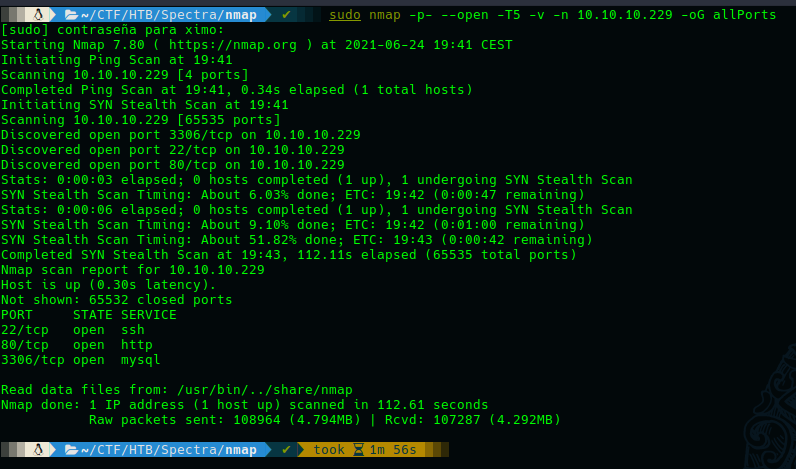 ~/CTF/HTB/Spectra/nmap ✔ sudo nmap -p- --open -T5 -v -n 10.10.10.229 -oG allPorts
[sudo] contraseña para ximo:
Starting Nmap 7.80 ( https://nmap.org ) at 2021-06-24 19:41 CEST
Initiating Ping Scan at 19:41
Scanning 10.10.10.229 [4 ports]
Completed Ping Scan at 19:41, 0.34s elapsed (1 total hosts)
Initiating SYN Stealth Scan at 19:41
Scanning 10.10.10.229 [65535 ports]
Discovered open port 3306/tcp on 10.10.10.229
Discovered open port 22/tcp on 10.10.10.229
Discovered open port 80/tcp on 10.10.10.229
Stats: 0:00:03 elapsed; 0 hosts completed (1 up), 1 undergoing SYN Stealth Scan
SYN Stealth Scan Timing: About 6.03% done; ETC: 19:42 (0:00:47 remaining)
Stats: 0:00:06 elapsed; 0 hosts completed (1 up), 1 undergoing SYN Stealth Scan
SYN Stealth Scan Timing: About 9.10% done; ETC: 19:42 (0:01:00 remaining)
SYN Stealth Scan Timing: About 51.82% done; ETC: 19:43 (0:00:42 remaining)
Completed SYN Stealth Scan at 19:43, 112.11s elapsed (65535 total ports)
Nmap scan report for 10.10.10.229
Host is up (0.30s latency).
Not shown: 65532 closed ports
PORT     STATE SERVICE
22/tcp   open  ssh
80/tcp   open  http
3306/tcp open  mysql
Read data files from: /usr/bin/../share/nmap
Nmap done: 1 IP address (1 host up) scanned in 112.61 seconds
Raw packets sent: 108964 (4.794MB) | Rcvd: 107287 (4.292MB)
~/CTF/HTB/Spectra/nmap ✔ took 1m 56s